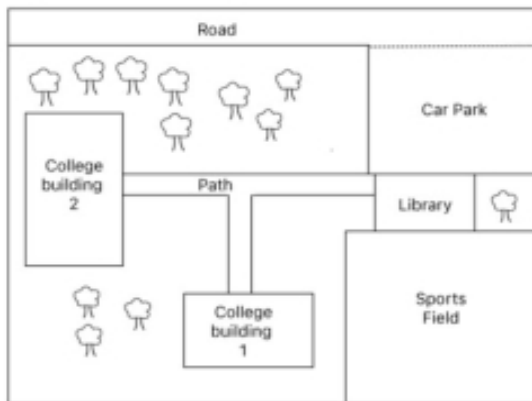 Road
Car Park
College
building
2
Path
Library
College
building
1
Sports
Field